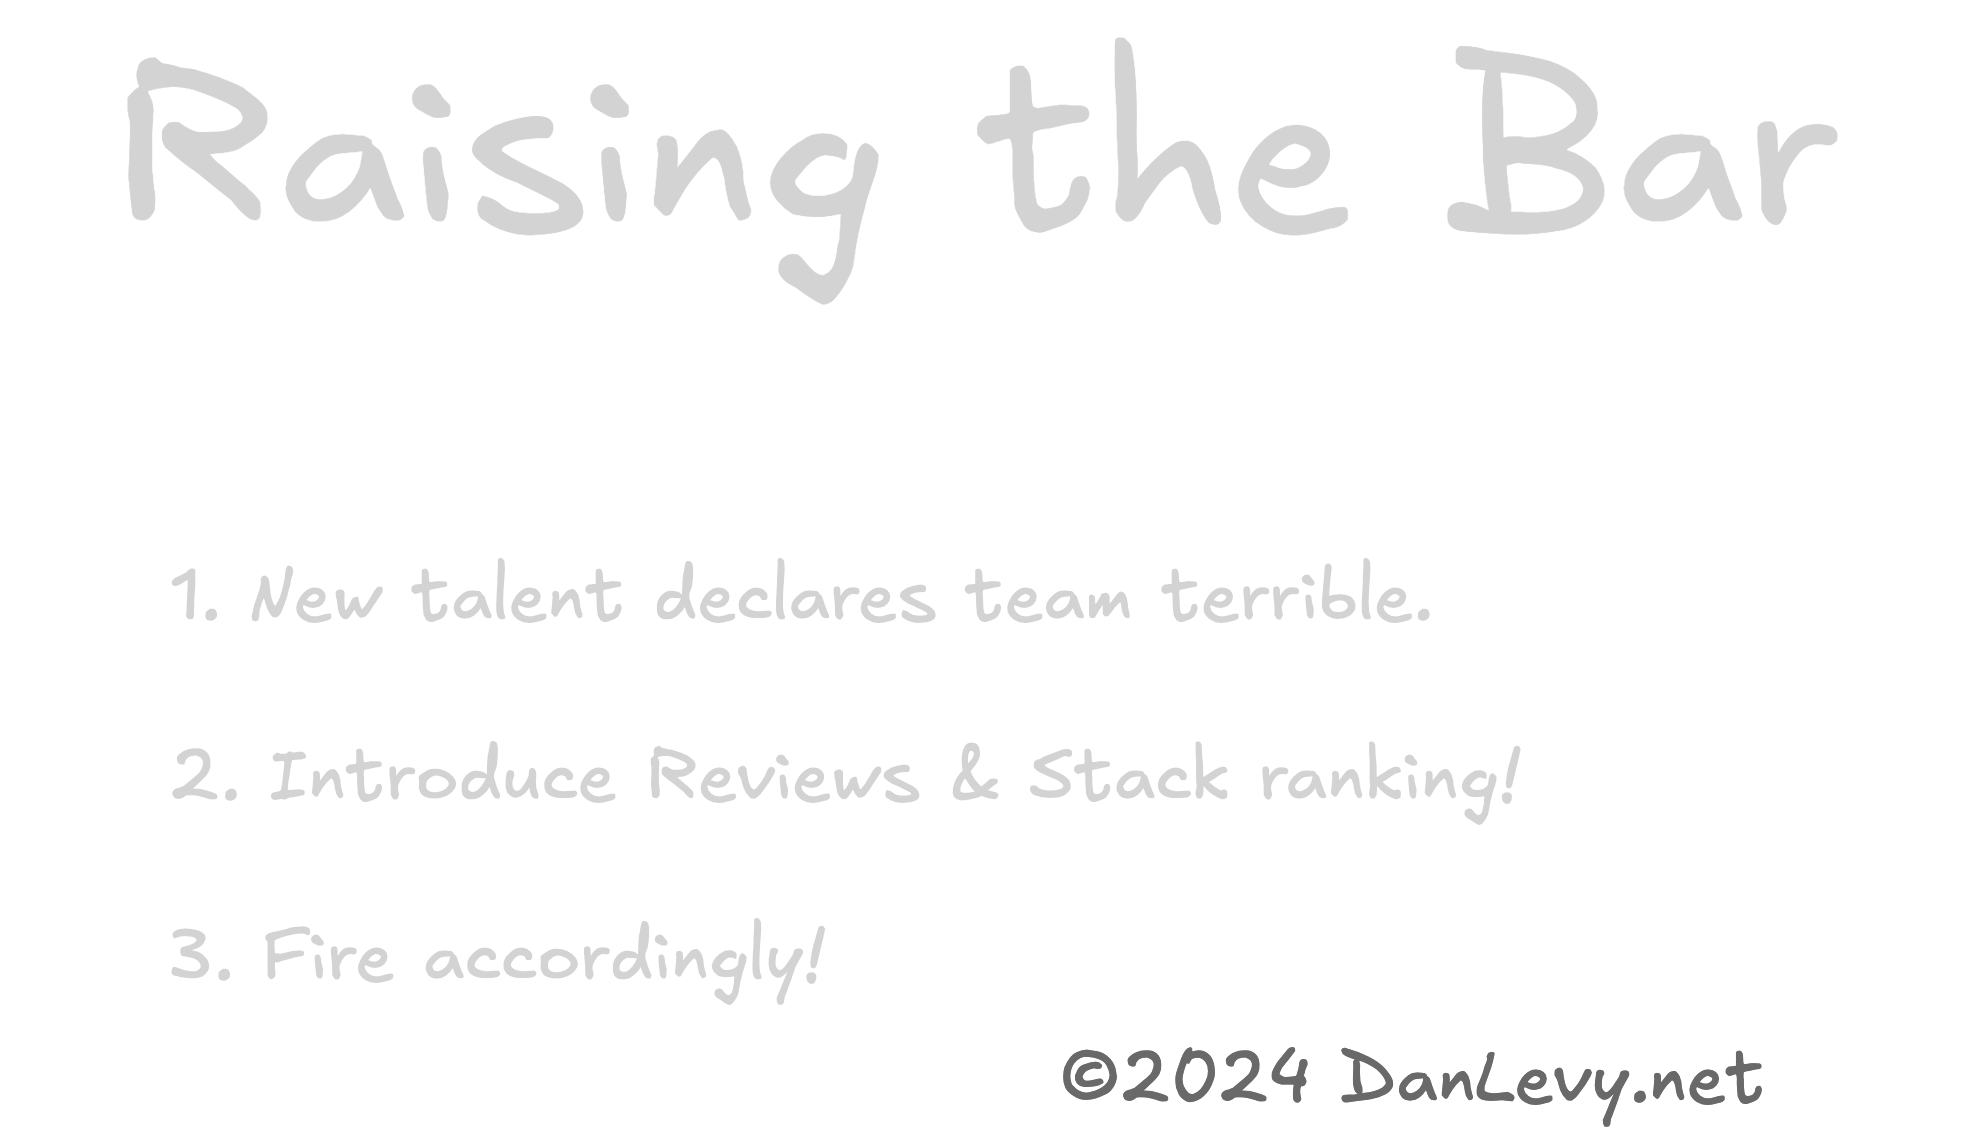 Raising the Bar
1. New talent declares team terrible.
2. Introduce Reviews & Stack ranking!
3. Fire accordingly!
©2024 DanLevy.net